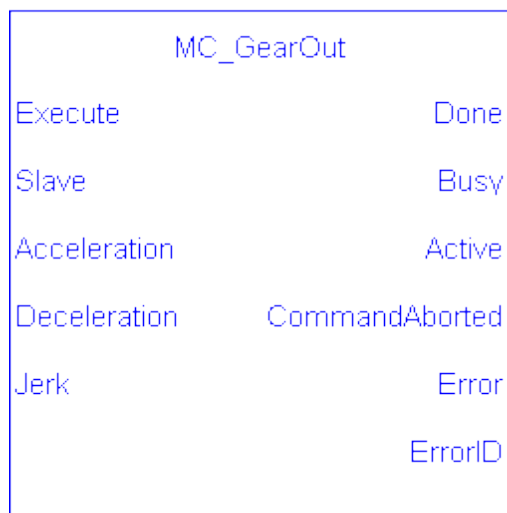 MC_GearOut
Execute Done
Slave Busy
Acceleration Active
Deceleration CommandAborted
Jerk Error
ErrorID